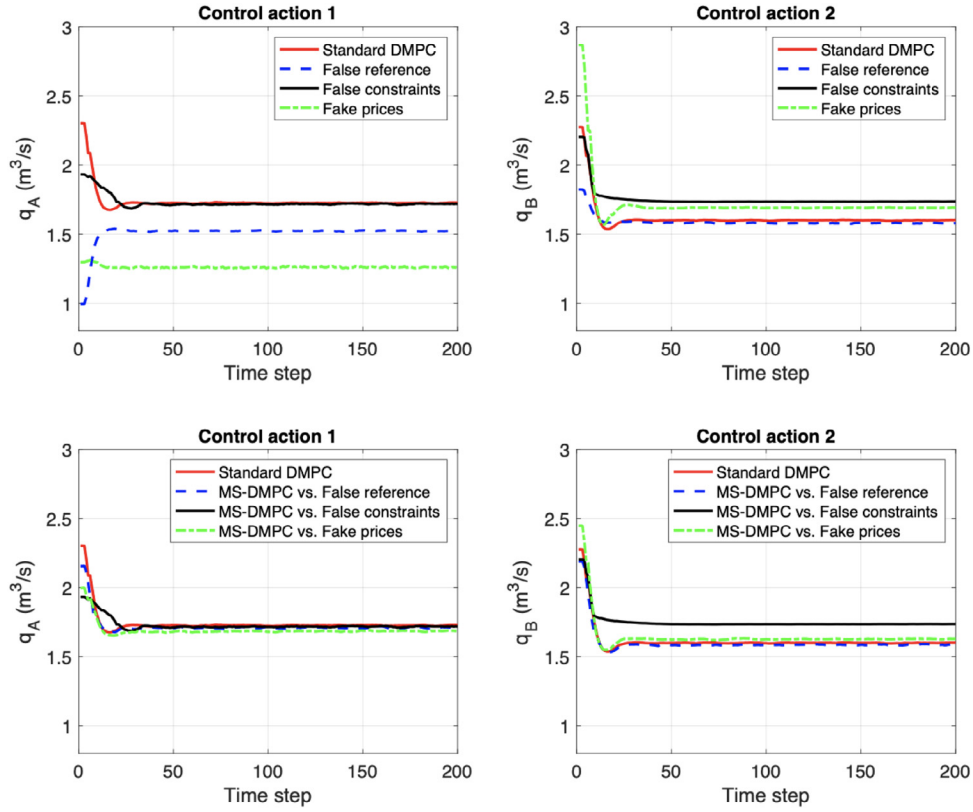 Control action 1
3
2.5
2
1.5
1
q_A (m^3/s)
0
50
100
150
200
Time step
Standard DMPC
False reference
False constraints
Fake prices
Control action 2
3
2.5
2
1.5
1
q_B (m^3/s)
0
50
100
150
200
Time step
Standard DMPC
False reference
False constraints
Fake prices
Control action 1
3
2.5
2
1.5
1
q_A (m^3/s)
0
50
100
150
200
Time step
Standard DMPC
MS-DMPC vs. False reference
MS-DMPC vs. False constraints
MS-DMPC vs. Fake prices
Control action 2
3
2.5
2
1.5
1
q_B (m^3/s)
0
50
100
150
200
Time step
Standard DMPC
MS-DMPC vs. False reference
MS-DMPC vs. False constraints
MS-DMPC vs. Fake prices